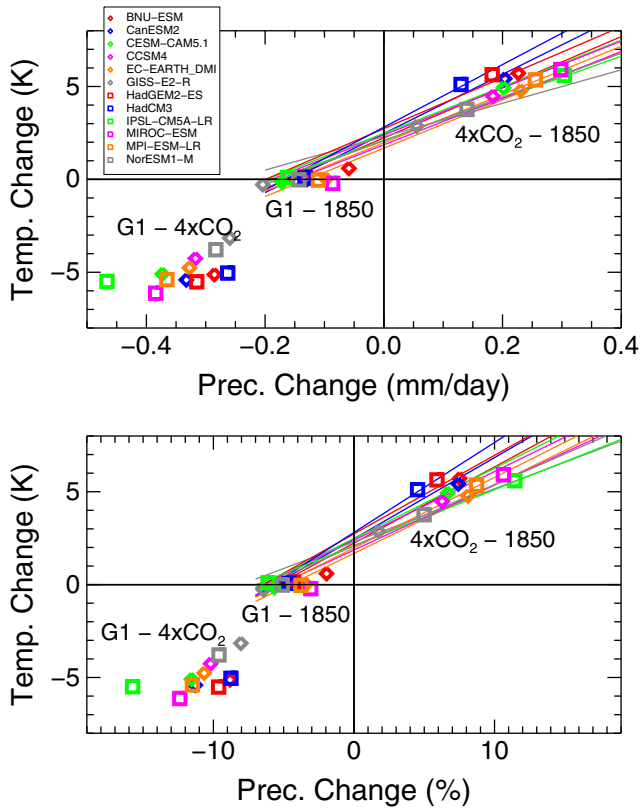 BNU-ESM
CanESM2
CESM-CAM5.1
CCSM4
EC-EARTH_DMI
GISS-E2-R
HadGEM2-ES
HadCM3
IPSL-CM5A-LR
MIROC-ESM
MPI-ESM-LR
NorESM1-M
Temp. Change (K)
5
0
−5
4xCO2 − 1850
G1 − 1850
G1 − 4xCO2
−0.4 −0.2 0.0 0.2 0.4
Prec. Change (mm/day)
Temp. Change (K)
5
0
−5
4xCO2 − 1850
G1 − 1850
G1 − 4xCO2
−10 0 10
Prec. Change (%)